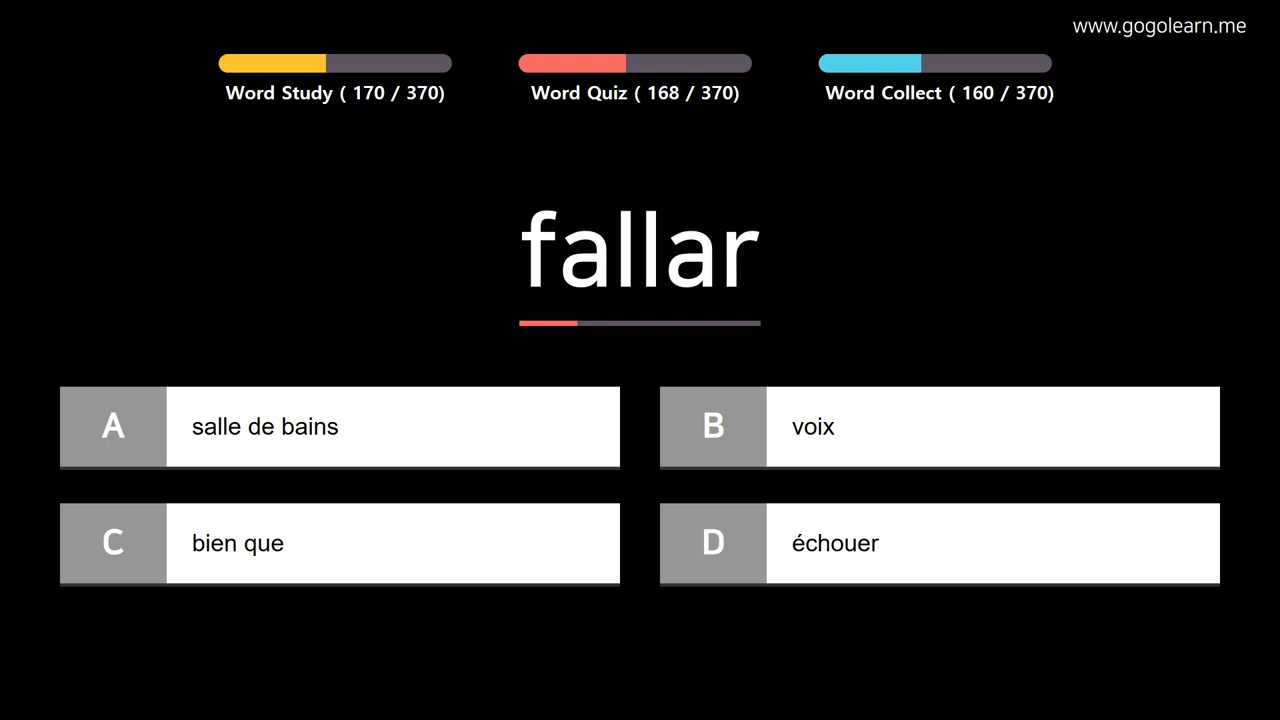 www.gogolearn.me
Word Study ( 170 / 370)
Word Quiz ( 168 / 370)
Word Collect ( 160 / 370)
fallar
A salle de bains
B voix
C bien que
D échouer